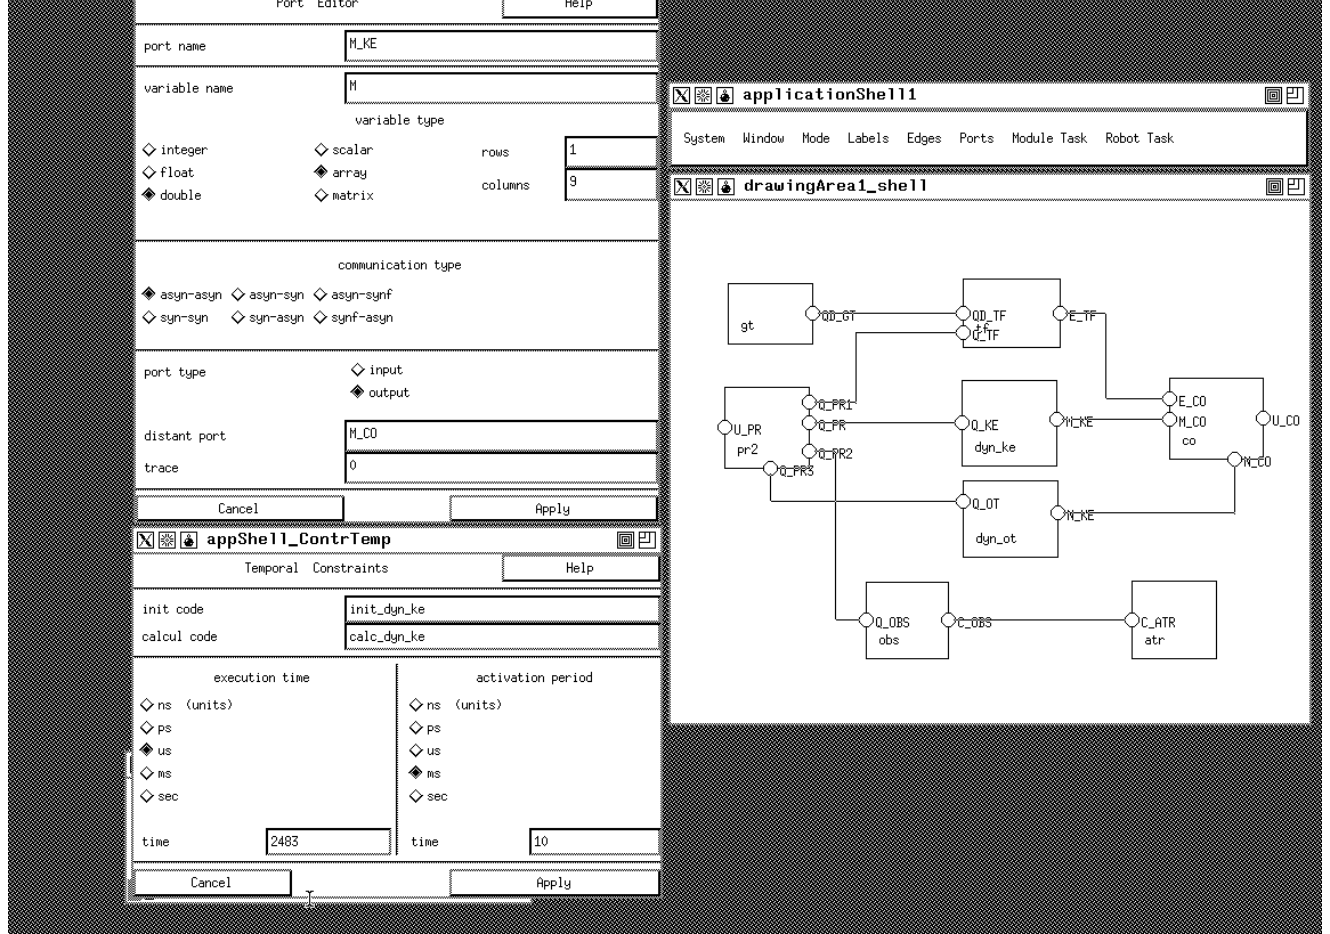 Port Editor
Help
port name
M_KE
variable name
M
variable type
integer
scalar
rows
1
float
array
columns
9
double
matrix
communication type
asyn-asyn
asyn-syn
asyn-synf
syn-syn
syn-asyn
synf-asyn
port type
input
output
distant port
M_CO
trace
0
Cancel
Apply
appShell_ContrTemp
Temporal Constraints
Help
init code
init_dyn_ke
calcul code
calc_dyn_ke
execution time
activation period
ns (units)
ns (units)
ps
ps
us
us
ms
ms
sec
sec
time
2483
time
10
Cancel
Apply
applicationShell1
System Window Mode Labels Edges Ports Module Task Robot Task
drawingArea1_shell
gt
QD_GT
QD_TF
tf
Q_TF
E_TF
U_PR
pr2
Q_PR1
Q_PR
Q_PR2
Q_PR3
Q_KE
dyn_ke
M_KE
E_CO
M_CO
co
U_CO
N_CO
Q_OT
dyn_ot
N_KE
Q_OBS
obs
C_OBS
C_ATR
atr